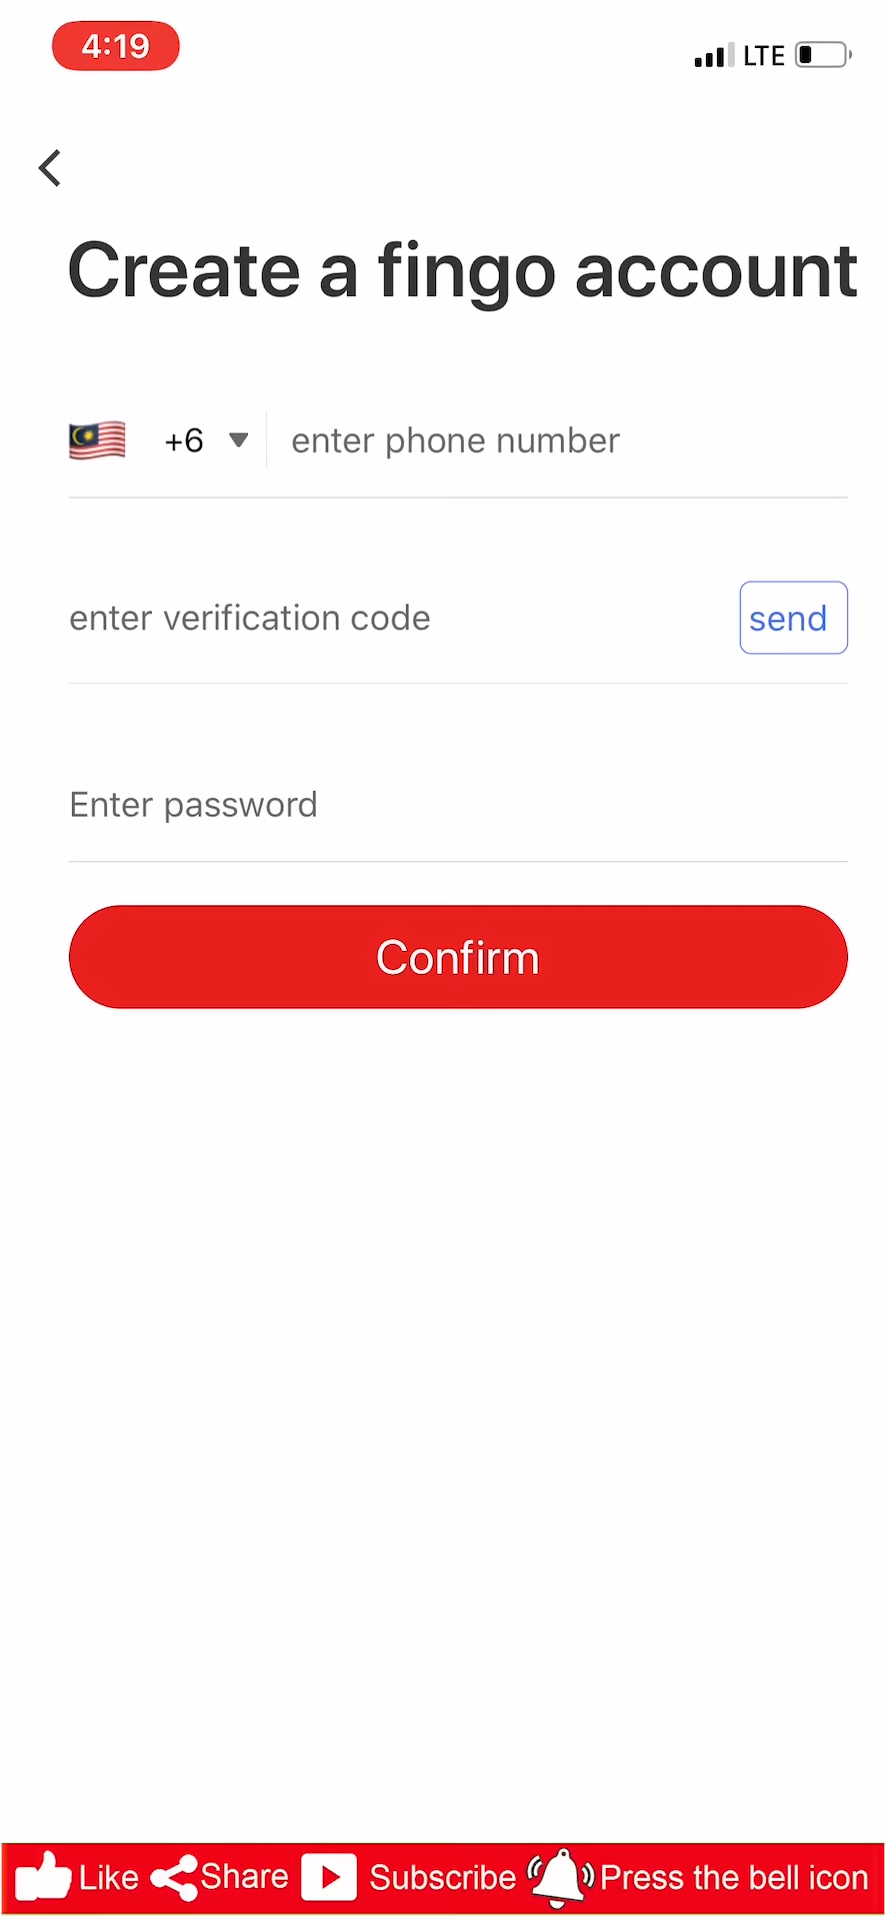 4:19
LTE
Create a fingo account
+6
enter phone number
enter verification code
send
Enter password
Confirm
Like Share Subscribe Press the bell icon